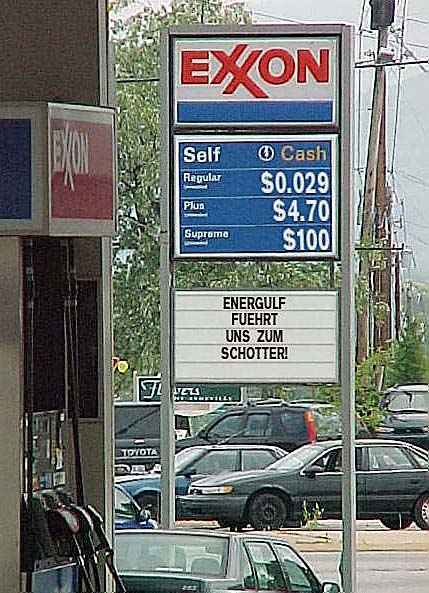 EXXON
EXXON
Self Cash
Regular $0.029
Plus $4.70
Supreme $100
ENERGULF
FUEHRT
UNS ZUM
SCHOTTER!
TOYOTA